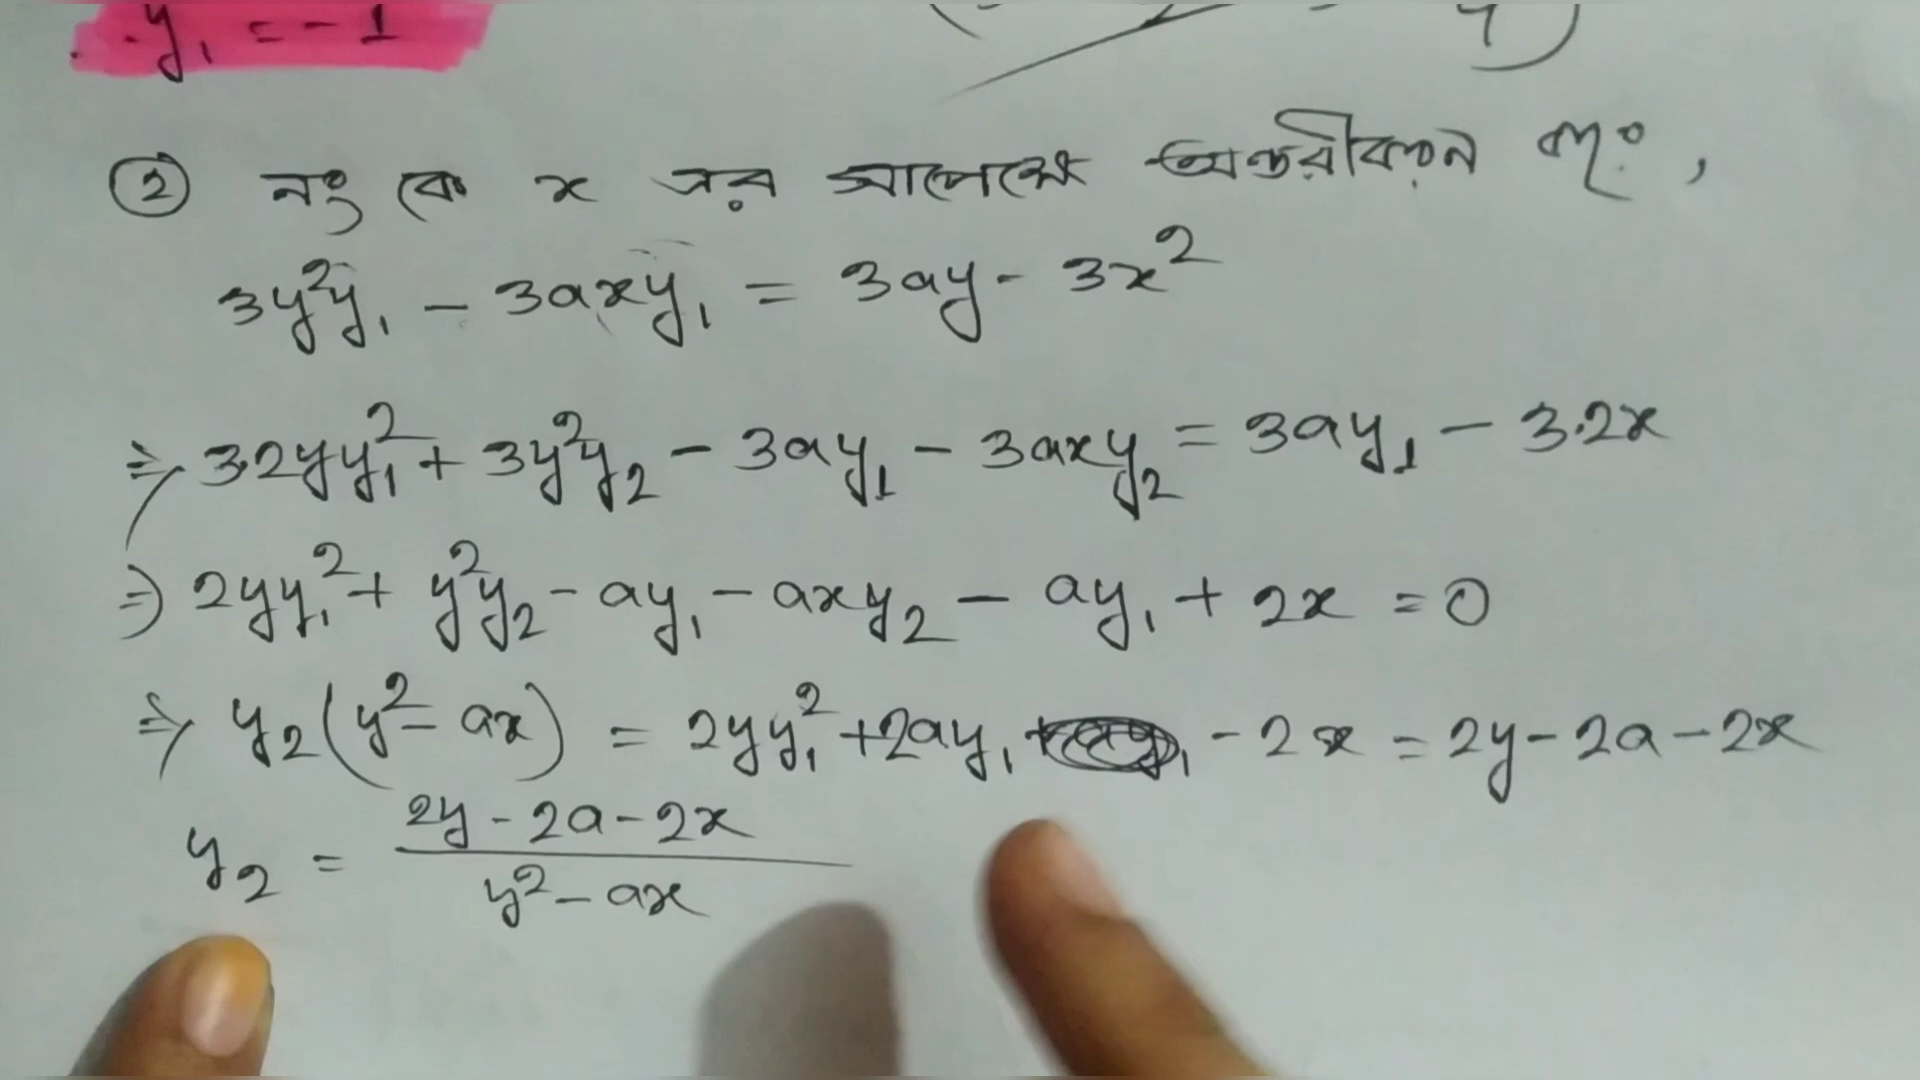 y₁ = -1
② নং কে x এর সাপেক্ষে অন্তরীকরন করে,
3y²y₁ - 3axy₁ = 3ay - 3x²
⇒ 3.2yy₁² + 3y²y₂ - 3ay₁ - 3axy₂ = 3ay₁ - 3.2x
⇒ 2yy₁² + y²y₂ - ay₁ - axy₂ - ay₁ + 2x = 0
⇒ y₂(y² - ax) = 2yy₁² + 2ay₁ - 2x = 2y - 2a - 2x
y₂ = (2y - 2a - 2x)/(y² - ax)